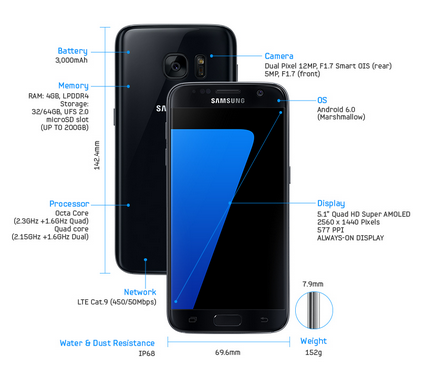 Battery
3,000mAh
Camera
Dual Pixel 12MP, F1.7 Smart OIS (rear)
5MP, F1.7 (front)
Memory
RAM: 4GB, LPDDR4
Storage:
32/64GB, UFS 2.0
microSD slot
(UP TO 200GB)
SA
SAMSUNG
OS
Android 6.0
(Marshmallow)
142.4mm
Processor
Octa Core
(2.3GHz +1.6GHz Quad)
Quad core
(2.15GHz +1.6GHz Dual)
Display
5.1" Quad HD Super AMOLED
2560 x 1440 Pixels
577 PPI
ALWAYS-ON DISPLAY
Network
LTE Cat.9 (450/50Mbps)
7.9mm
Water & Dust Resistance
IP68
69.6mm
Weight
152g